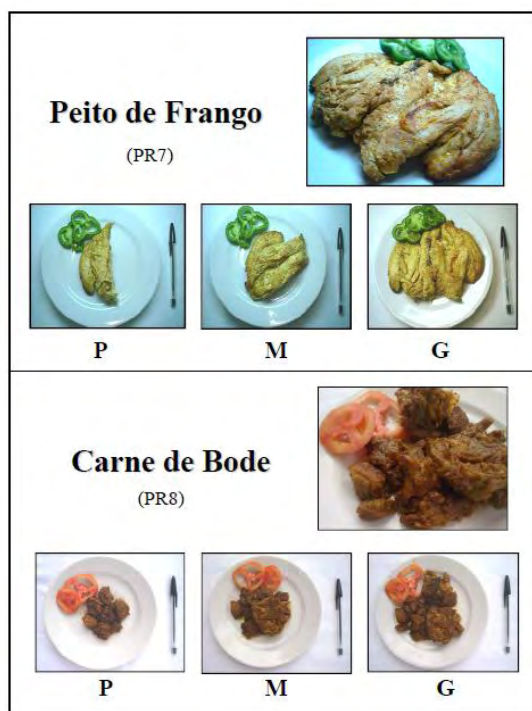 Peito de Frango
(PR7)
P
M
G
Carne de Bode
(PR8)
P
M
G